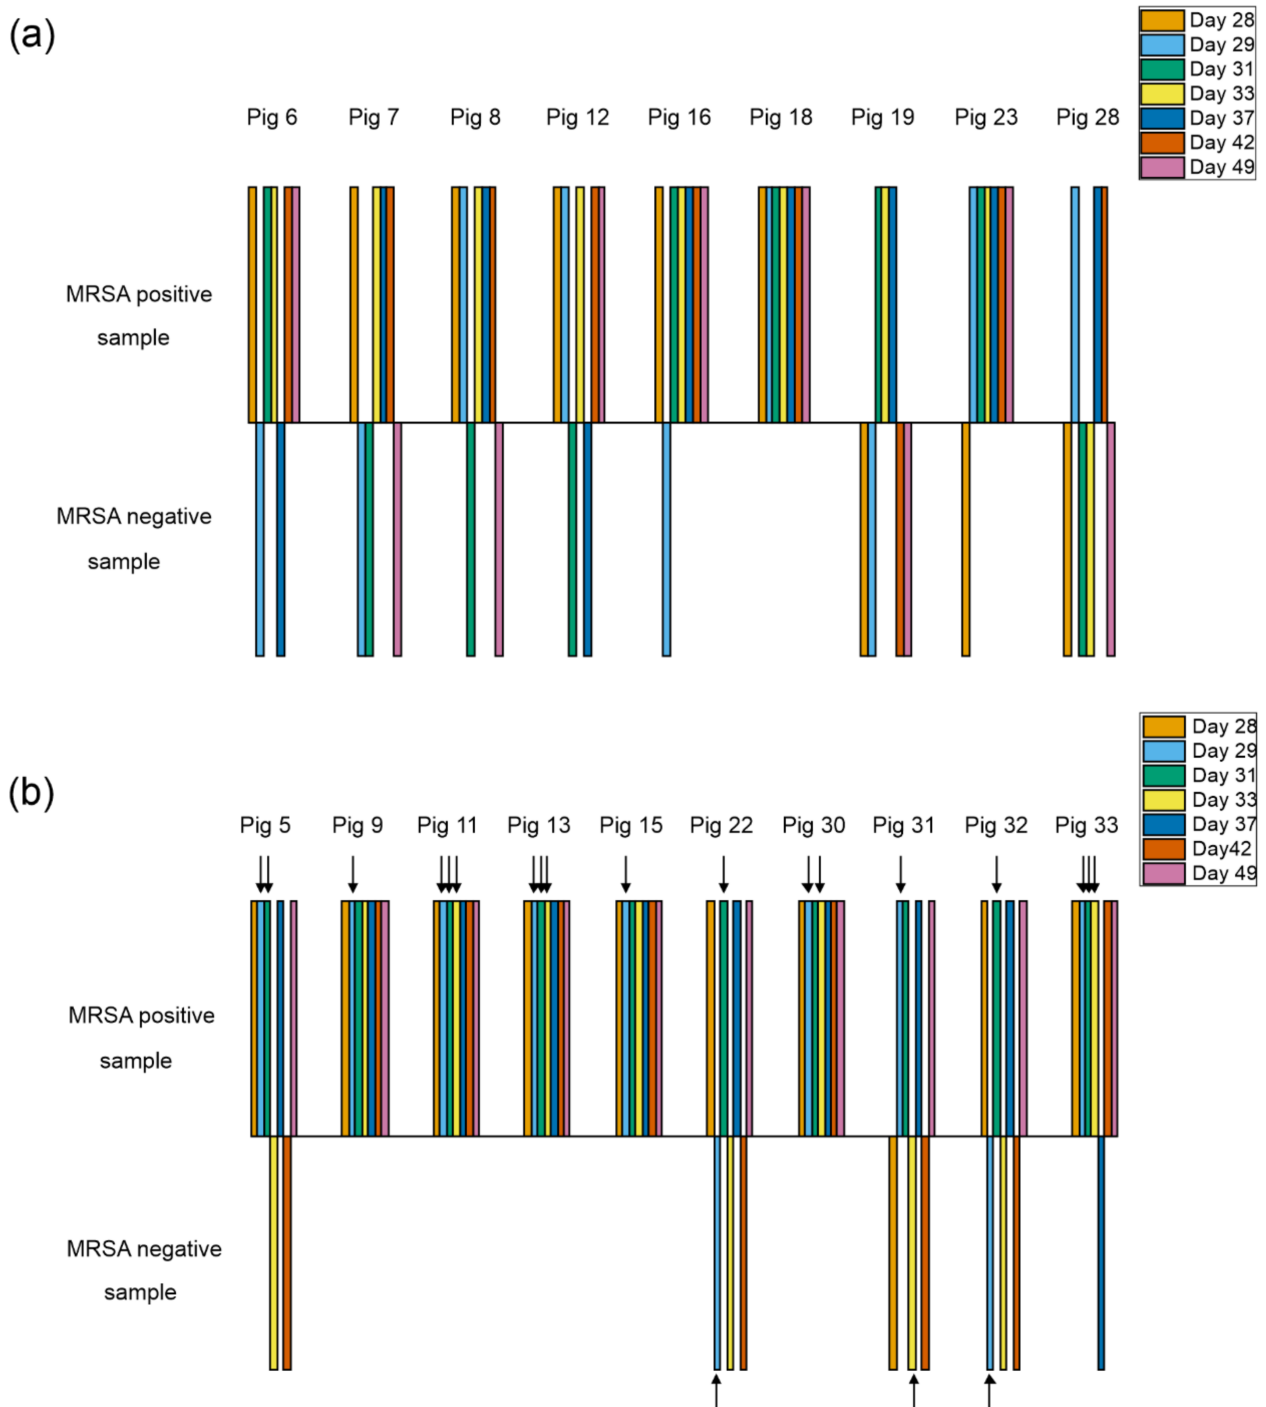 (a)
Day 28
Day 29
Day 31
Day 33
Day 37
Day 42
Day 49
Pig 6 Pig 7 Pig 8 Pig 12 Pig 16 Pig 18 Pig 19 Pig 23 Pig 28
MRSA positive
sample
MRSA negative
sample
(b)
Day 28
Day 29
Day 31
Day 33
Day 37
Day42
Day 49
Pig 5 Pig 9 Pig 11 Pig 13 Pig 15 Pig 22 Pig 30 Pig 31 Pig 32 Pig 33
MRSA positive
sample
MRSA negative
sample